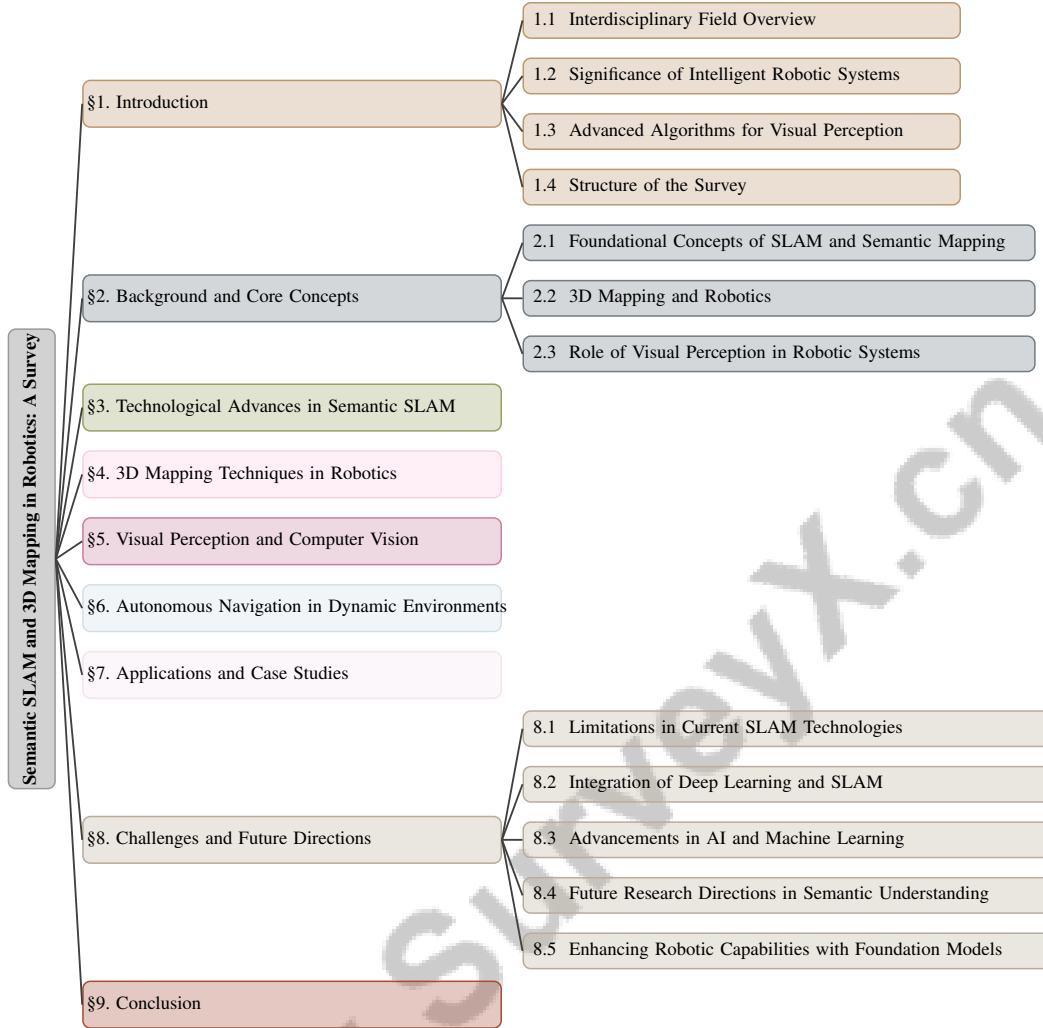 Semantic SLAM and 3D Mapping in Robotics: A Survey
§1. Introduction
1.1 Interdisciplinary Field Overview
1.2 Significance of Intelligent Robotic Systems
1.3 Advanced Algorithms for Visual Perception
1.4 Structure of the Survey
§2. Background and Core Concepts
2.1 Foundational Concepts of SLAM and Semantic Mapping
2.2 3D Mapping and Robotics
2.3 Role of Visual Perception in Robotic Systems
§3. Technological Advances in Semantic SLAM
§4. 3D Mapping Techniques in Robotics
§5. Visual Perception and Computer Vision
§6. Autonomous Navigation in Dynamic Environments
§7. Applications and Case Studies
§8. Challenges and Future Directions
8.1 Limitations in Current SLAM Technologies
8.2 Integration of Deep Learning and SLAM
8.3 Advancements in AI and Machine Learning
8.4 Future Research Directions in Semantic Understanding
8.5 Enhancing Robotic Capabilities with Foundation Models
§9. Conclusion
SurveyX.cn